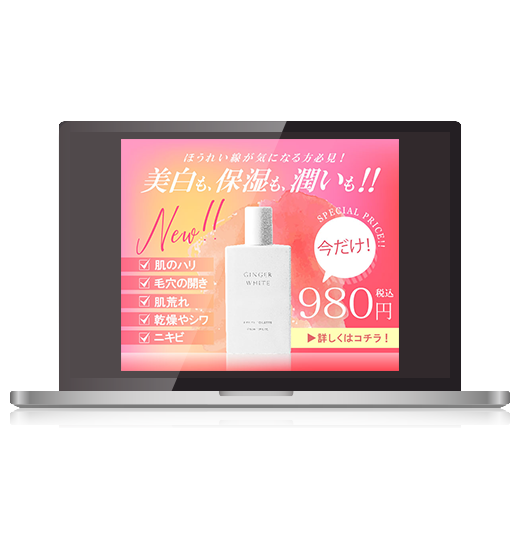 ほうれい線が気になる方必見！
美白も、保湿も、潤いも!!
New!!
SPECIAL PRICE!!
今だけ！
肌のハリ
毛穴の開き
肌荒れ
乾燥やシワ
ニキビ
GINGER
WHITE
980円
税込
▶詳しくはコチラ！